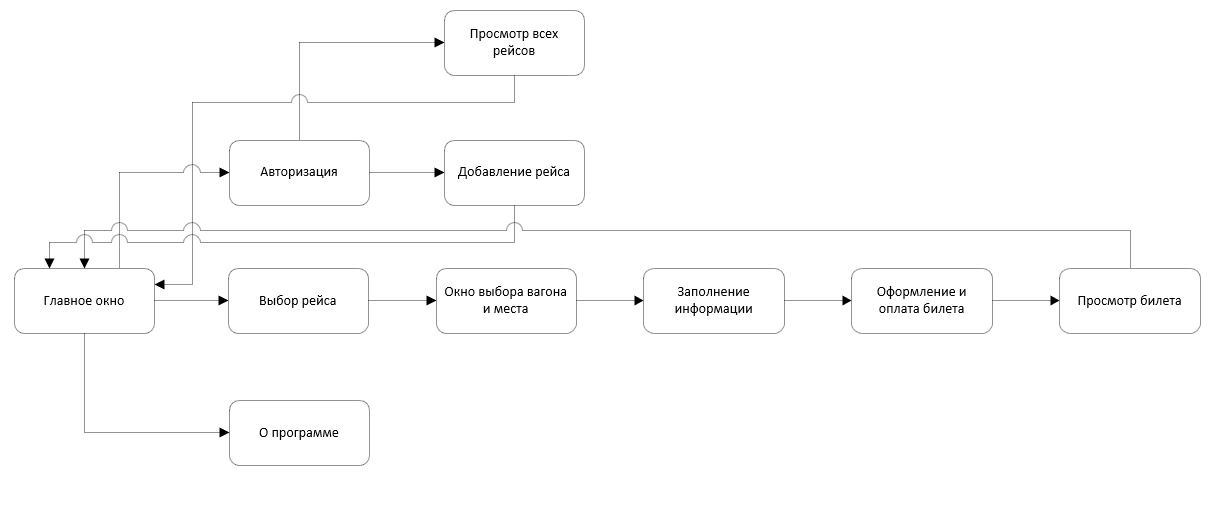 Просмотр всех
рейсов
Авторизация
Добавление рейса
Главное окно
Выбор рейса
Окно выбора вагона
и места
Заполнение
информации
Оформление и
оплата билета
Просмотр билета
О программе